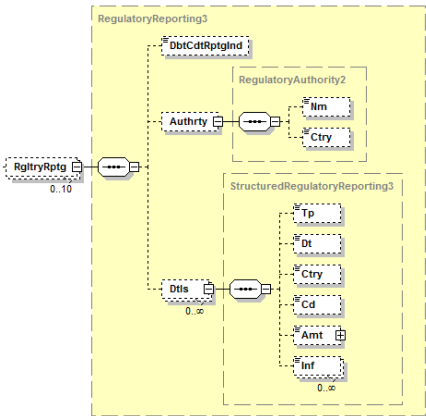 RegulatoryReporting3
DbtCdtRptgInd
RegulatoryAuthority2
Nm
Authrty
Ctry
RgltryRptg
0..10
StructuredRegulatoryReporting3
Tp
Dt
Ctry
Dtls
0..∞
Cd
Amt
Inf
0..∞